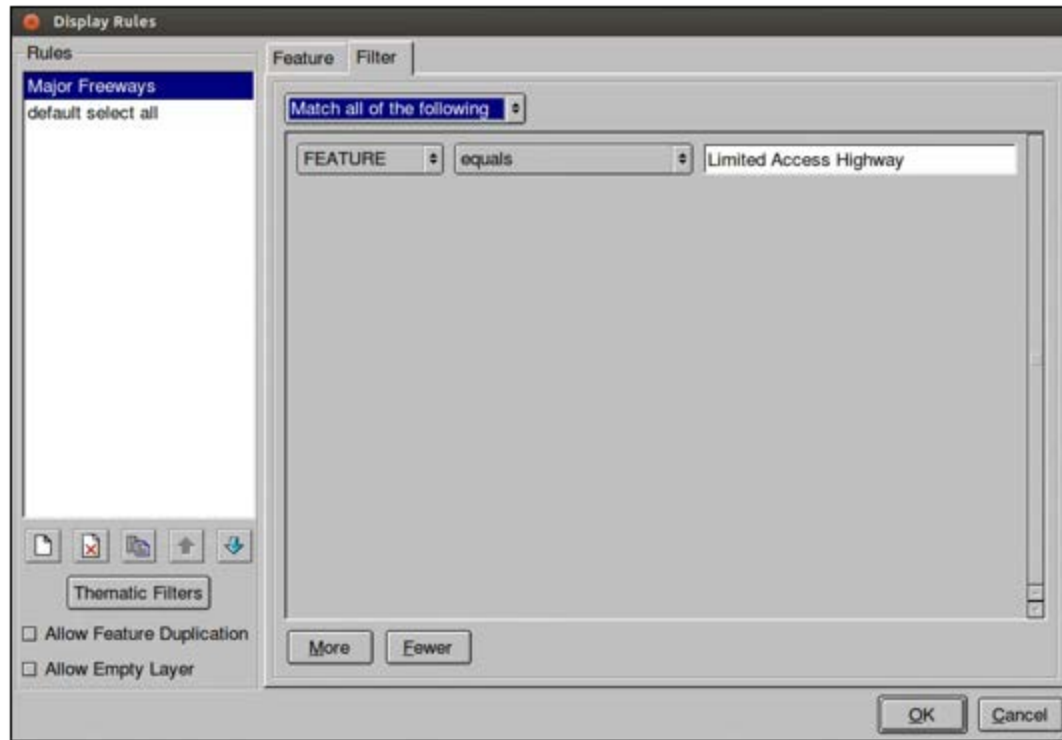 Display Rules
Rules
Major Freeways
default select all
Thematic Filters
Allow Feature Duplication
Allow Empty Layer
Feature Filter
Match all of the following
FEATURE equals Limited Access Highway
More Fewer
OK Cancel